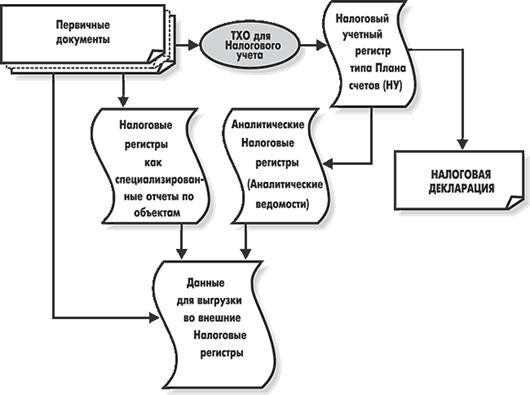 Первичные
документы
ТХО для
Налогового
учета
Налоговый
учетный
регистр
типа Плана
счетов (НУ)
Налоговые
регистры
как
специализирован-
ные отчеты по
объектам
Аналитические
Налоговые
регистры
(Аналитические
ведомости)
НАЛОГОВАЯ
ДЕКЛАРАЦИЯ
Данные
для выгрузки
во внешние
Налоговые
регистры